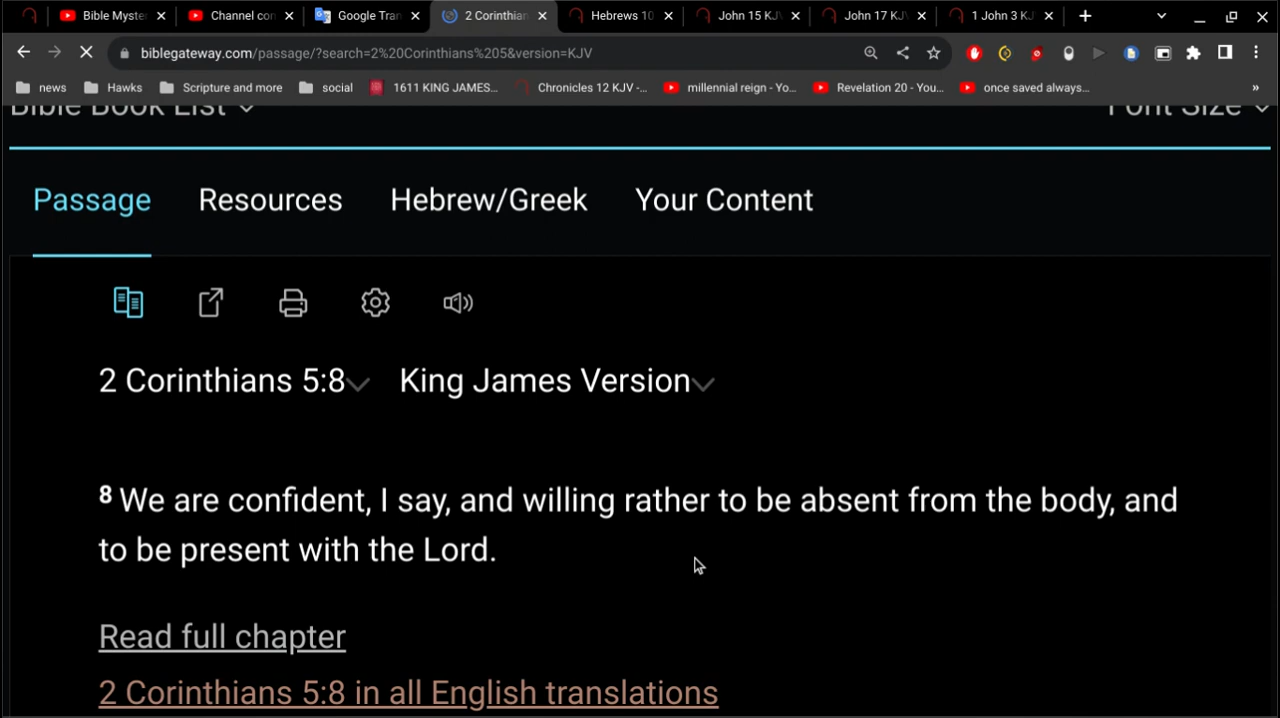 Bible Myste
Channel con
Google Tran
2 Corinthian
Hebrews 10
John 15 KJV
John 17 KJV
1 John 3 KJ
biblegateway.com/passage/?search=2%20Corinthians%205&version=KJV
news
Hawks
Scripture and more
social
1611 KING JAMES...
Chronicles 12 KJV -...
millennial reign - Yo...
Revelation 20 - You...
once saved always...
»
Bible Book List
Font Size
Passage
Resources
Hebrew/Greek
Your Content
2 Corinthians 5:8
King James Version
8 We are confident, I say, and willing rather to be absent from the body, and
to be present with the Lord.
Read full chapter
2 Corinthians 5:8 in all English translations